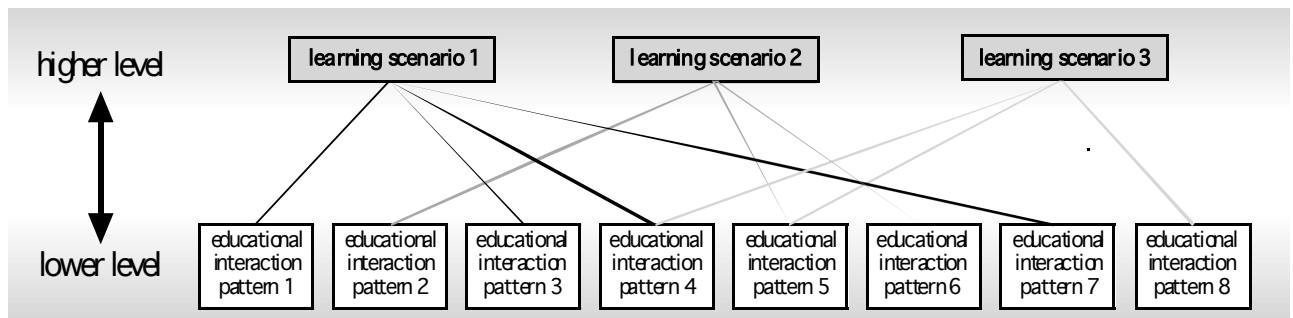 higher level
learning scenario 1
learning scenario 2
learning scenario 3
lower level
educational
interaction
pattern 1
educational
interaction
pattern 2
educational
interaction
pattern 3
educational
interaction
pattern 4
educational
interaction
pattern 5
educational
interaction
pattern 6
educational
interaction
pattern 7
educational
interaction
pattern 8